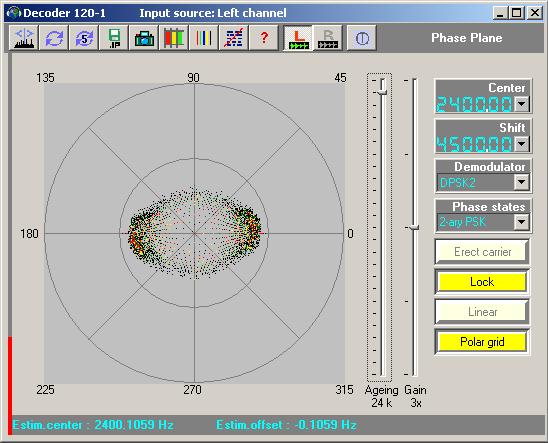 Decoder 120-1 Input source: Left channel
5 .IP ? L R Phase Plane
135 90 45
180 0
225 270 315
Center
2400.00
Shift
4500.00
Demodulator
DPSK2
Phase states
2-ary PSK
Erect carrier
Lock
Linear
Polar grid
Ageing Gain
24 k 3x
Estim.center : 2400.1059 Hz Estim.offset : -0.1059 Hz